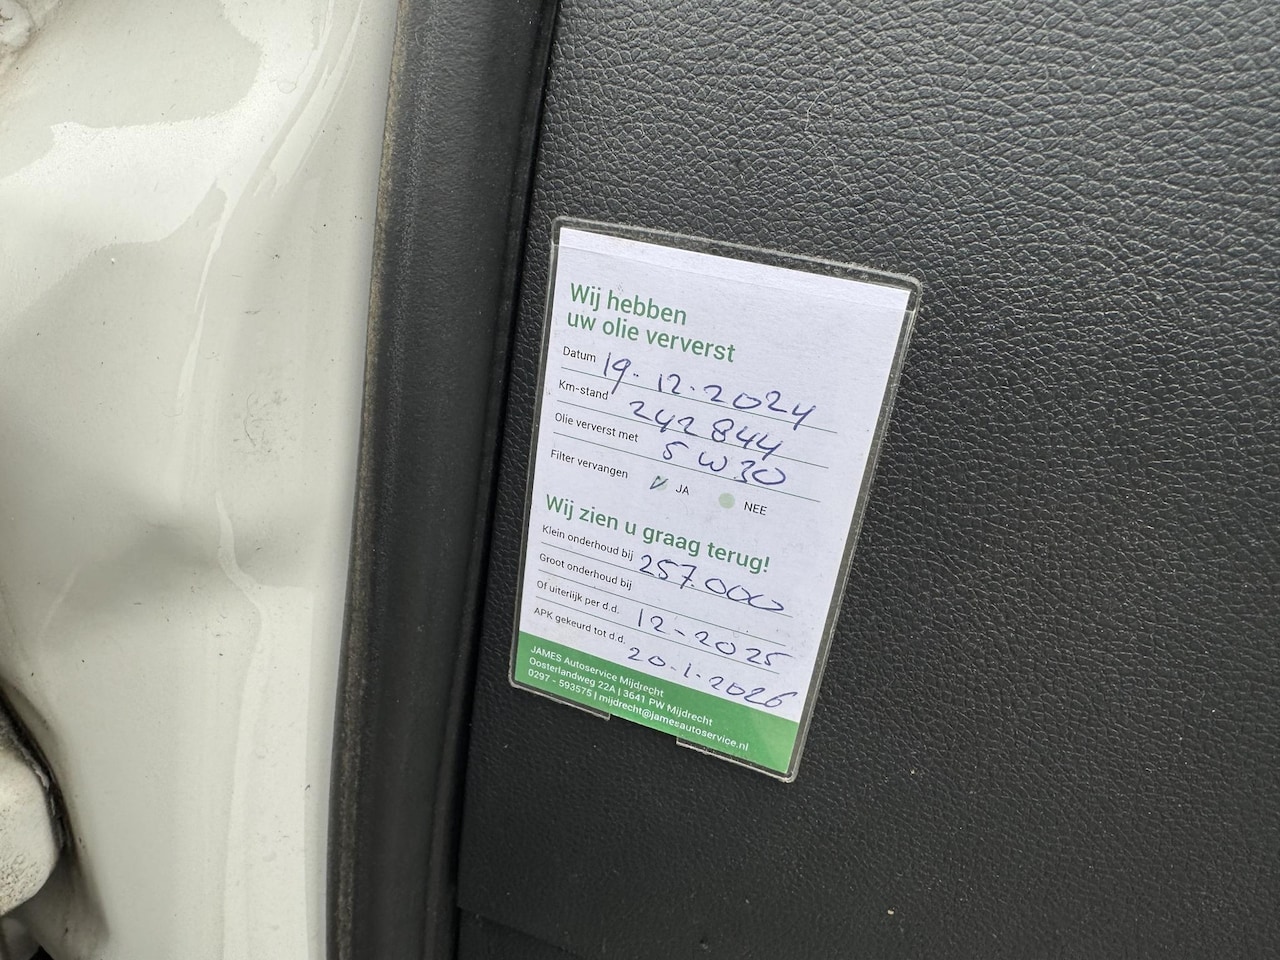 Wij hebben
uw olie ververst
Datum 19-12-2024
Km-stand 242844
Olie ververst met 5W30
Filter vervangen JA NEE
Wij zien u graag terug!
Klein onderhoud bij 257.000
Groot onderhoud bij
Of uiterlijk per d.d. 12-2025
APK gekeurd tot d.d. 20-1-2026
JAMES Autoservice Mijdrecht
Oosterlandweg 22A | 3641 PW Mijdrecht
0297 - 593575 | mijdrecht@jamesautoservice.nl